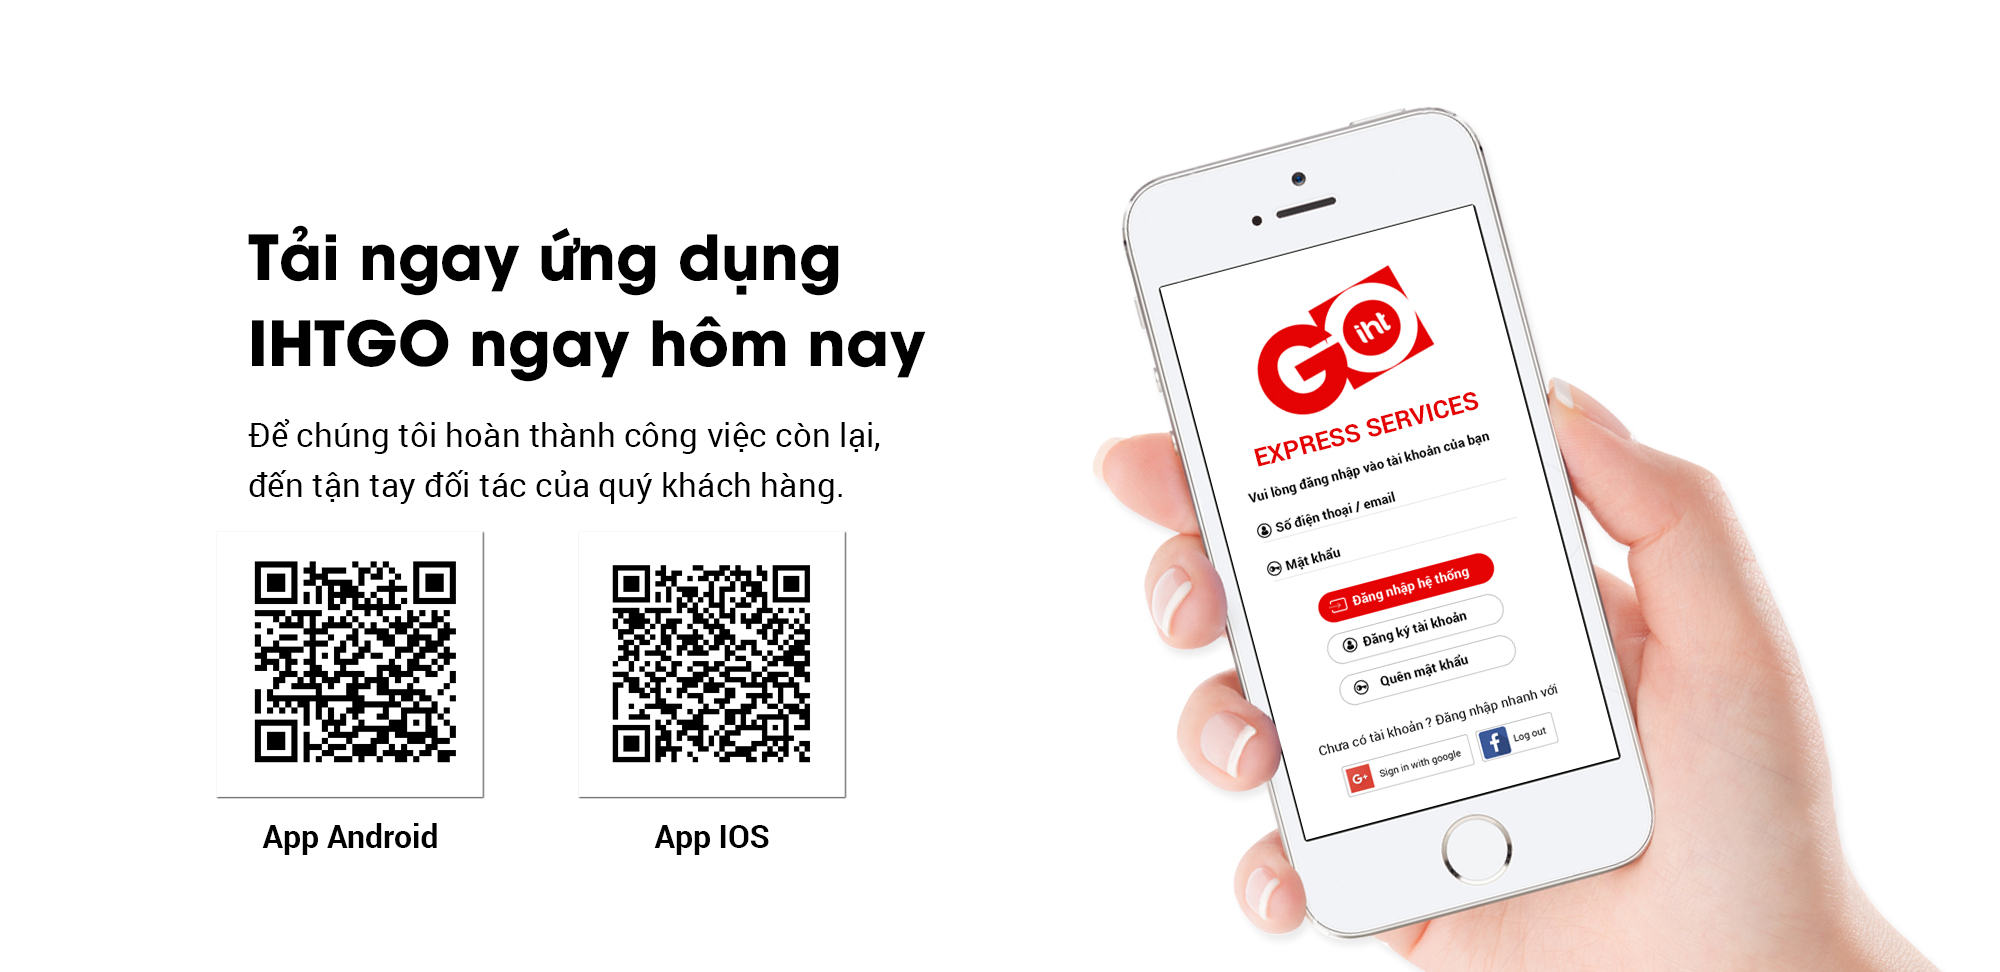 Tải ngay ứng dụng
IHTGO ngay hôm nay
Để chúng tôi hoàn thành công việc còn lại,
đến tận tay đối tác của quý khách hàng.
App Android
App IOS
GO
iht
EXPRESS SERVICES
Vui lòng đăng nhập vào tài khoản của bạn
Số điện thoại / email
Mật khẩu
Đăng nhập hệ thống
Đăng ký tài khoản
Quên mật khẩu
Chưa có tài khoản ? Đăng nhập nhanh với
G+ Sign in with google
f Log out